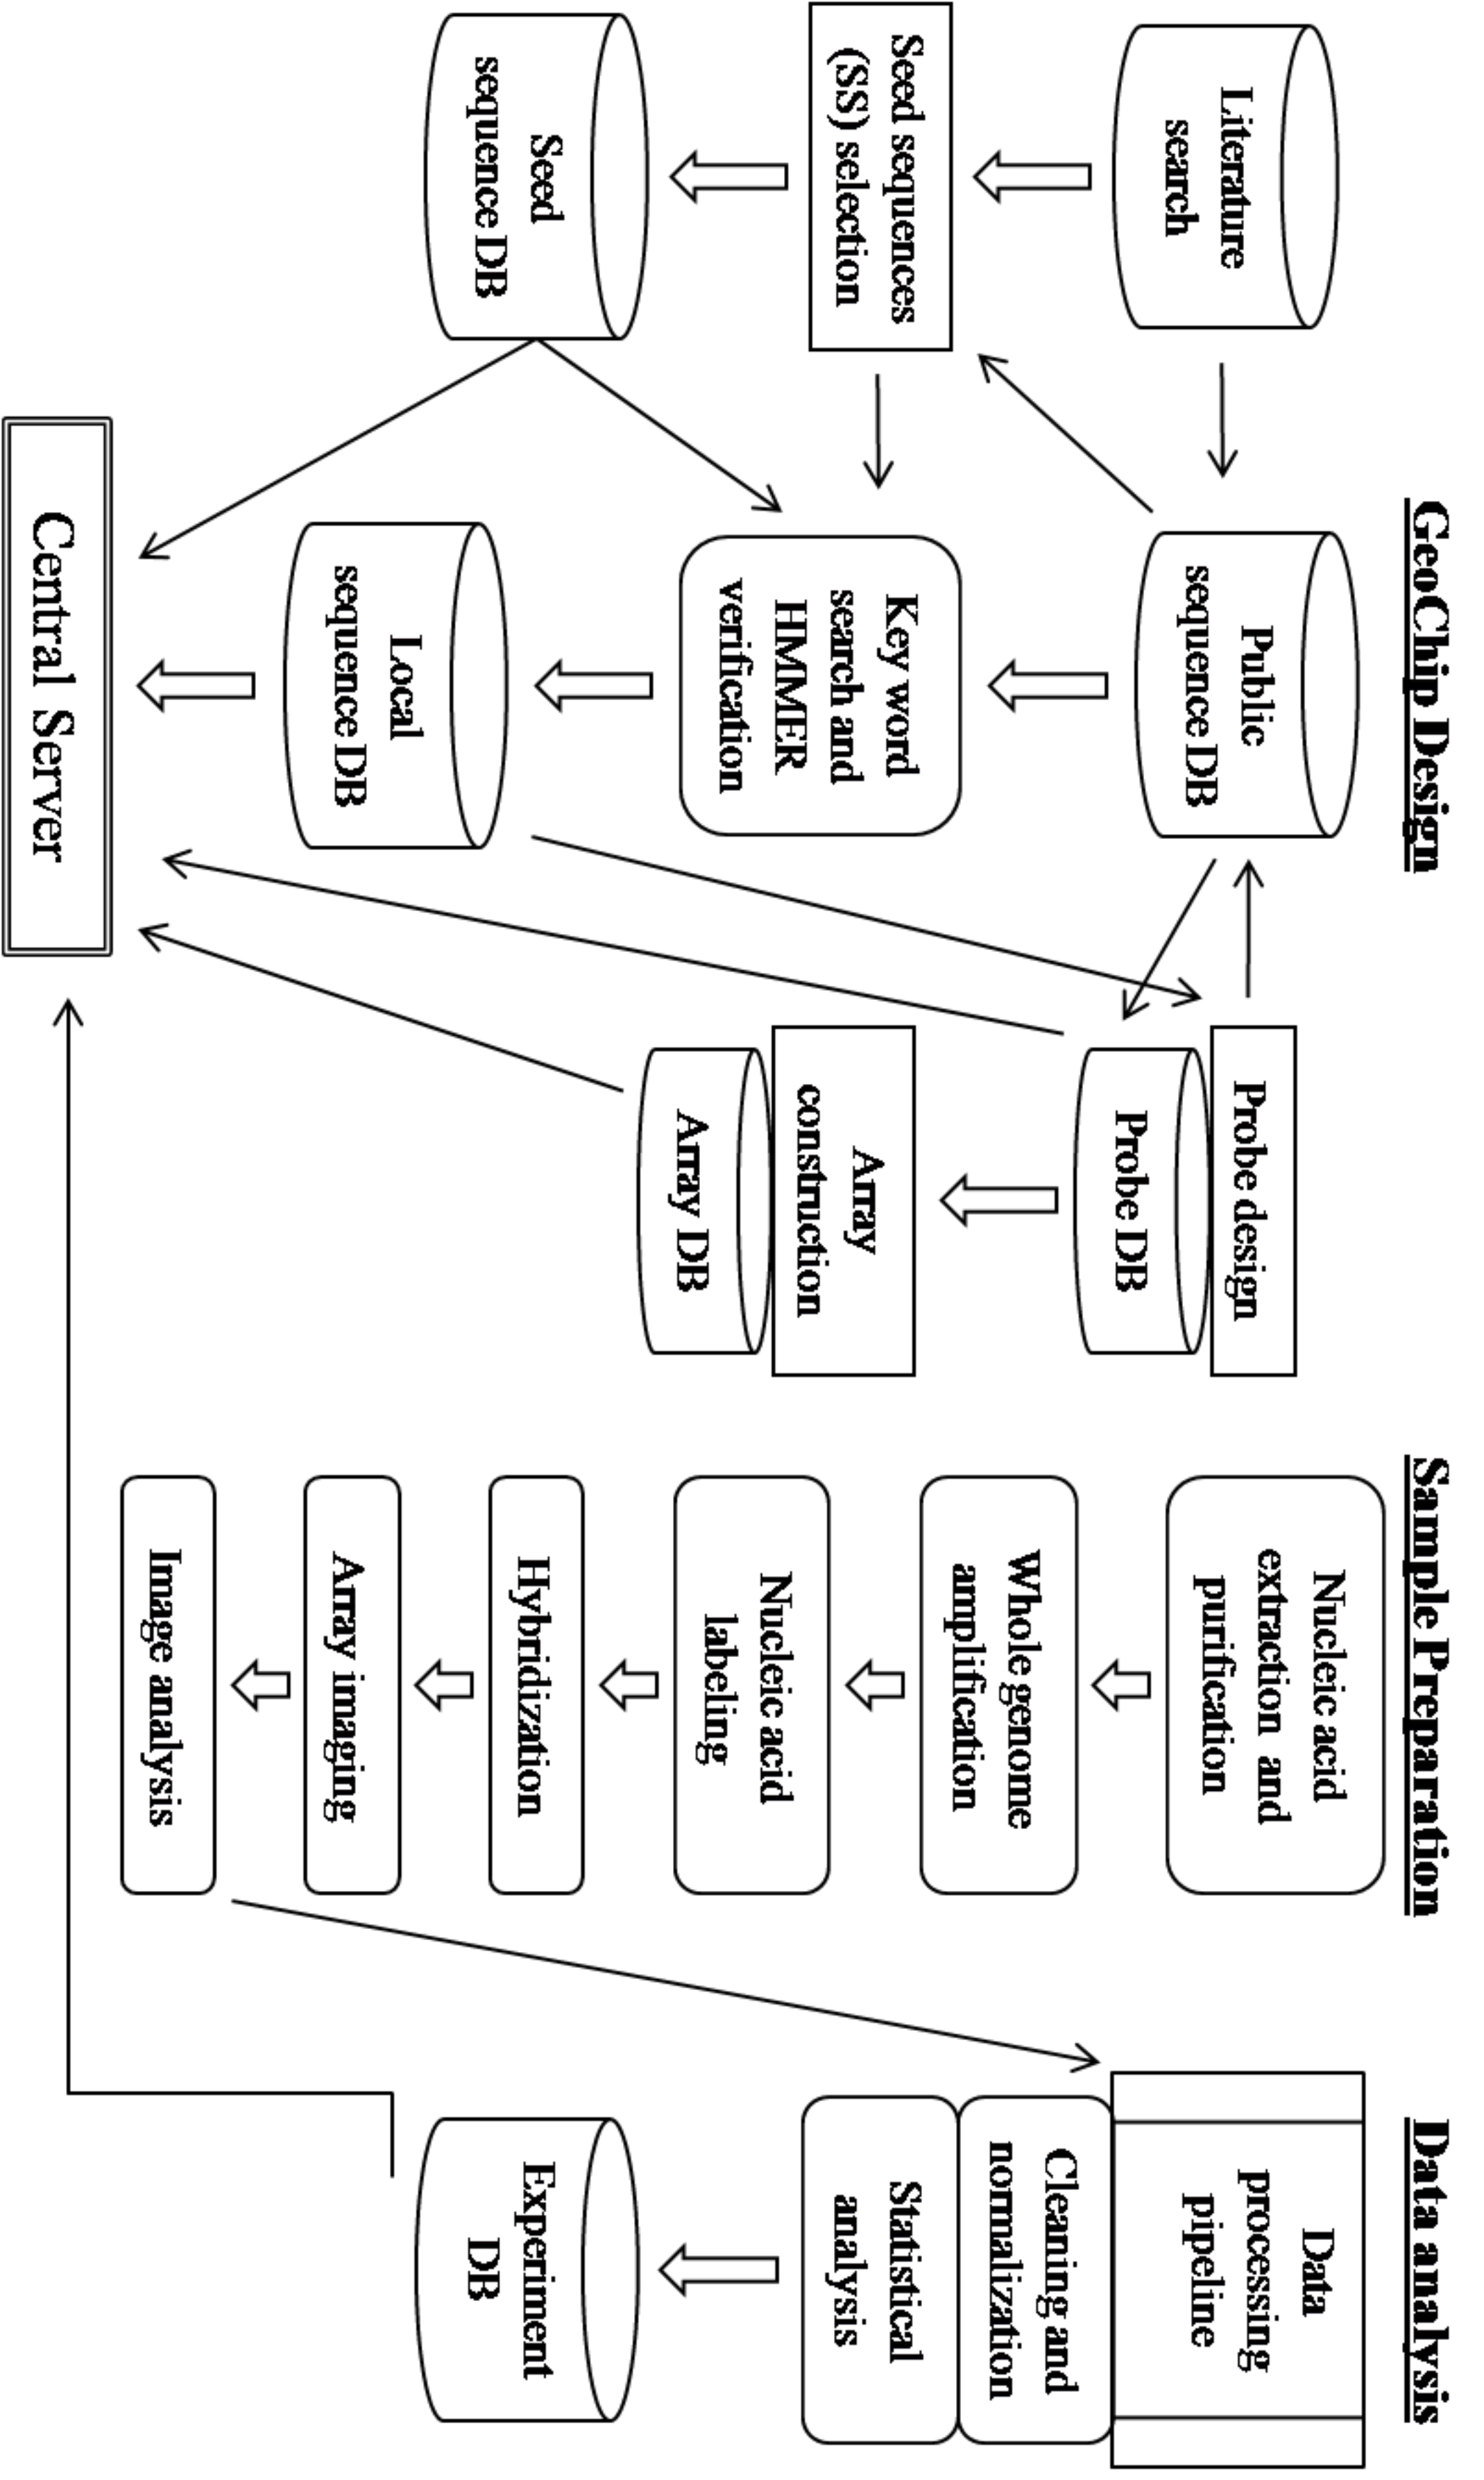 GeoChip Design
Sample Preparation
Data analysis
Literature
search
Seed sequences
(SS) selection
Seed
sequence DB
Public
sequence DB
Key word
search and
HMMER
verification
Local
sequence DB
Central Server
Probe design
Probe DB
Array
construction
Array DB
Nucleic acid
extraction and
purification
Whole genome
amplification
Nucleic acid
labeling
Hybridization
Array imaging
Image analysis
Data
processing
pipeline
Cleaning and
normalization
Statistical
analysis
Experiment
DB